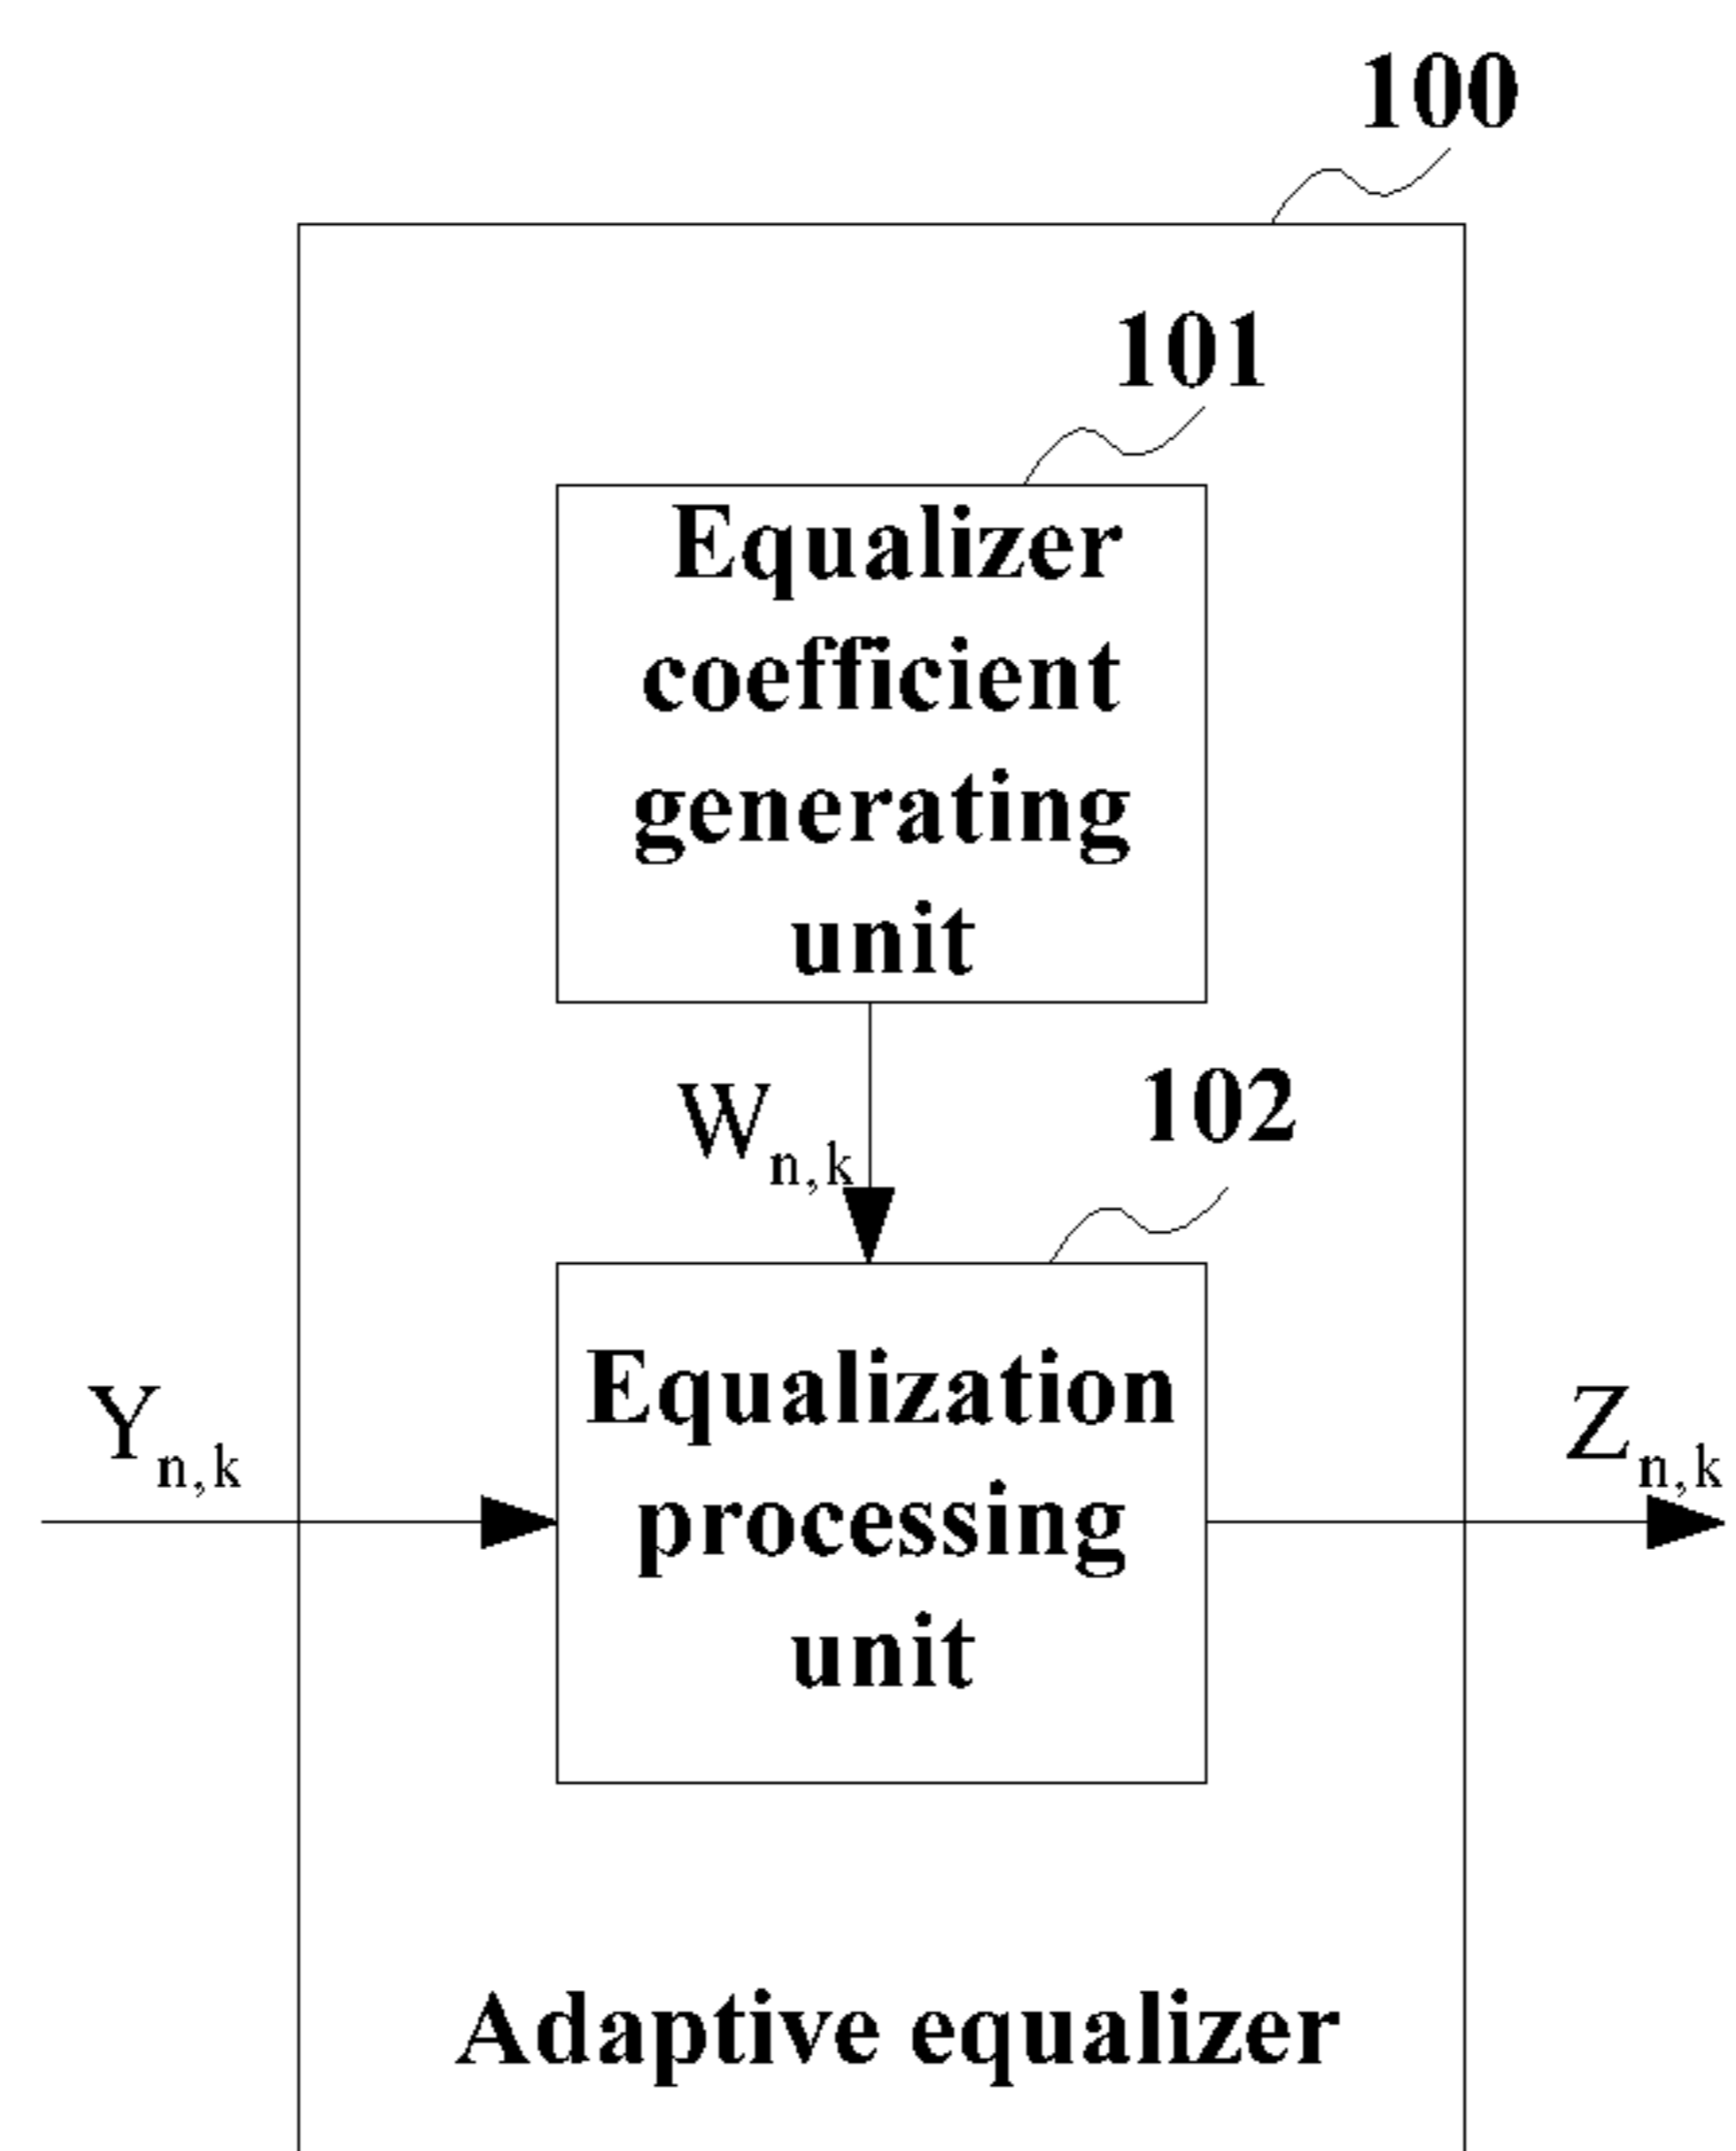 100
101
Equalizer
coefficient
generating
unit
W n,k
102
Equalization
processing
unit
Y n,k
Z n,k
Adaptive equalizer